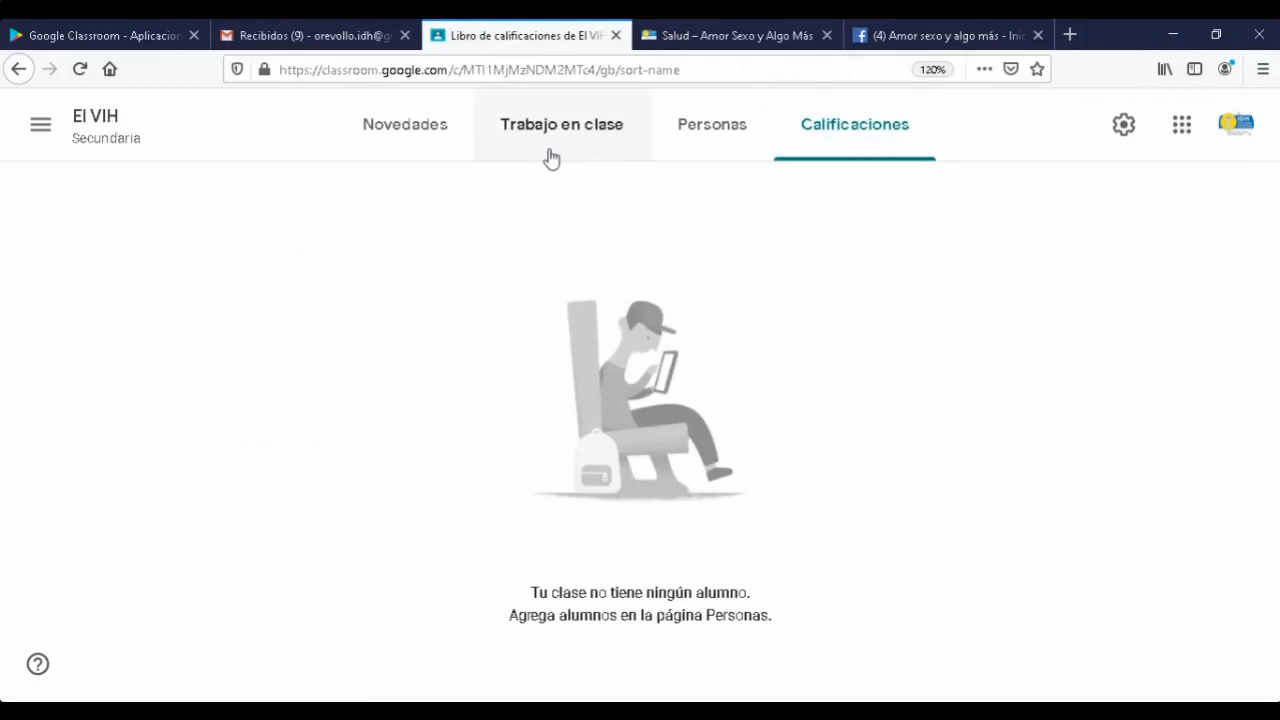 Google Classroom - Aplicacion
Recibidos (9) - orevollo.idh@g
Libro de calificaciones de El VIH
Salud – Amor Sexo y Algo Más
(4) Amor sexo y algo más - Inic
https://classroom.google.com/c/MTI1MjMzNDM2MTc4/gb/sort-name
120%
El VIH
Secundaria
Novedades
Trabajo en clase
Personas
Calificaciones
Tu clase no tiene ningún alumno.
Agrega alumnos en la página Personas.